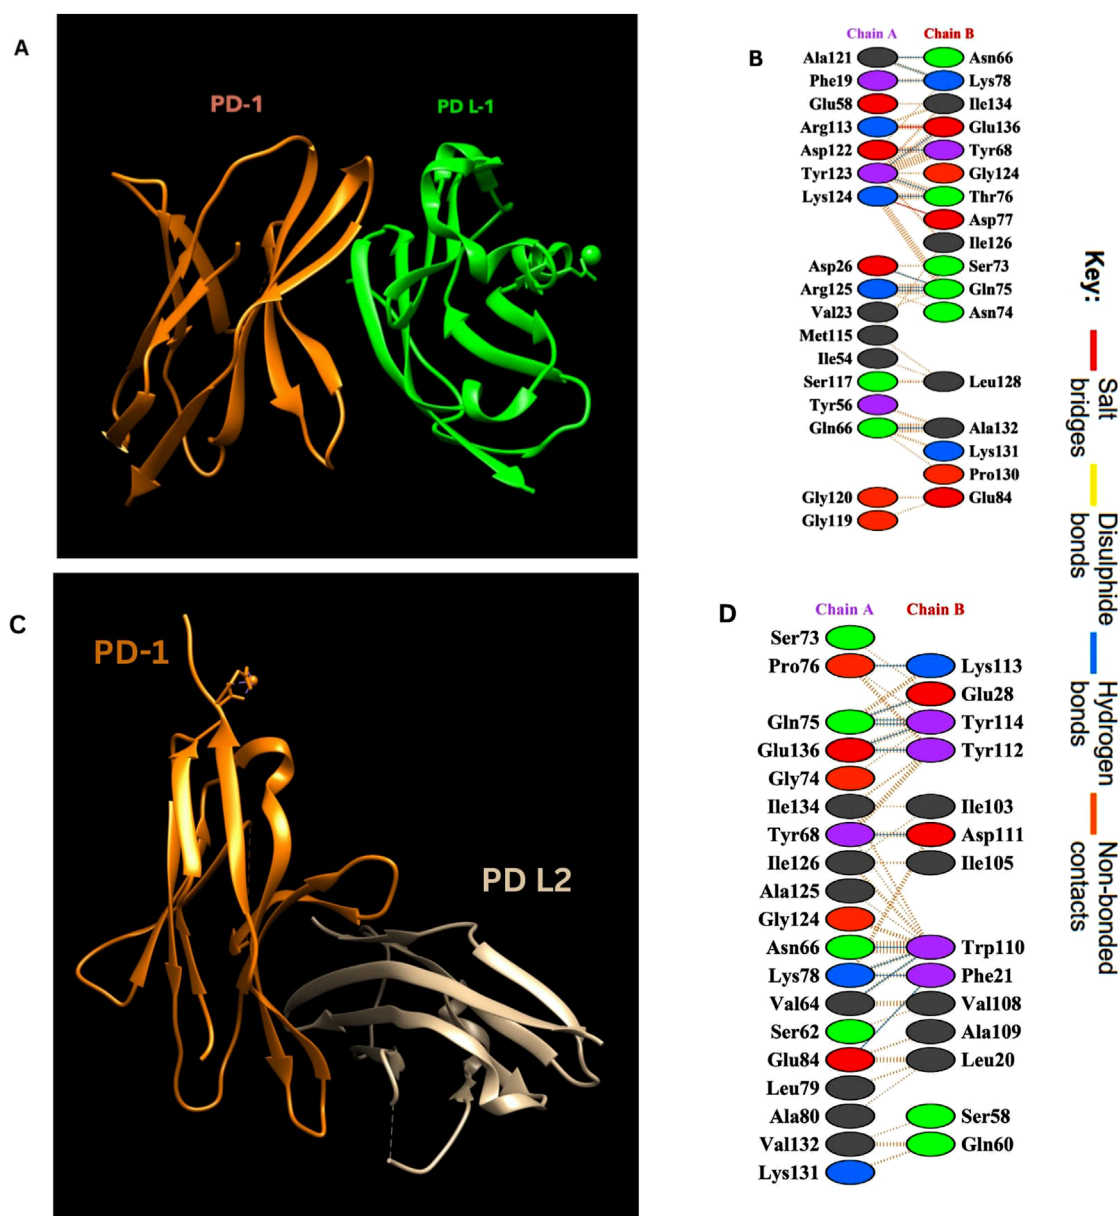 A
PD-1
PD L-1
B
Chain A Chain B
Ala121 Asn66
Phe19 Lys78
Glu58 Ile134
Arg113 Glu136
Asp122 Tyr68
Tyr123 Gly124
Lys124 Thr76
Asp77
Ile126
Asp26 Ser73
Arg125 Gln75
Val23 Asn74
Met115
Ile54
Ser117 Leu128
Tyr56
Gln66 Ala132
Lys131
Pro130
Gly120 Glu84
Gly119
Key:
Salt
bridges
Disulphide
bonds
Hydrogen
bonds
Non-bonded
contacts
C
PD-1
PD L2
D
Chain A Chain B
Ser73
Pro76 Lys113
Glu28
Gln75 Tyr114
Glu136 Tyr112
Gly74
Ile134 Ile103
Tyr68 Asp111
Ile126 Ile105
Ala125
Gly124
Asn66 Trp110
Lys78 Phe21
Val64 Val108
Ser62 Ala109
Glu84 Leu20
Leu79
Ala80 Ser58
Val132 Gln60
Lys131